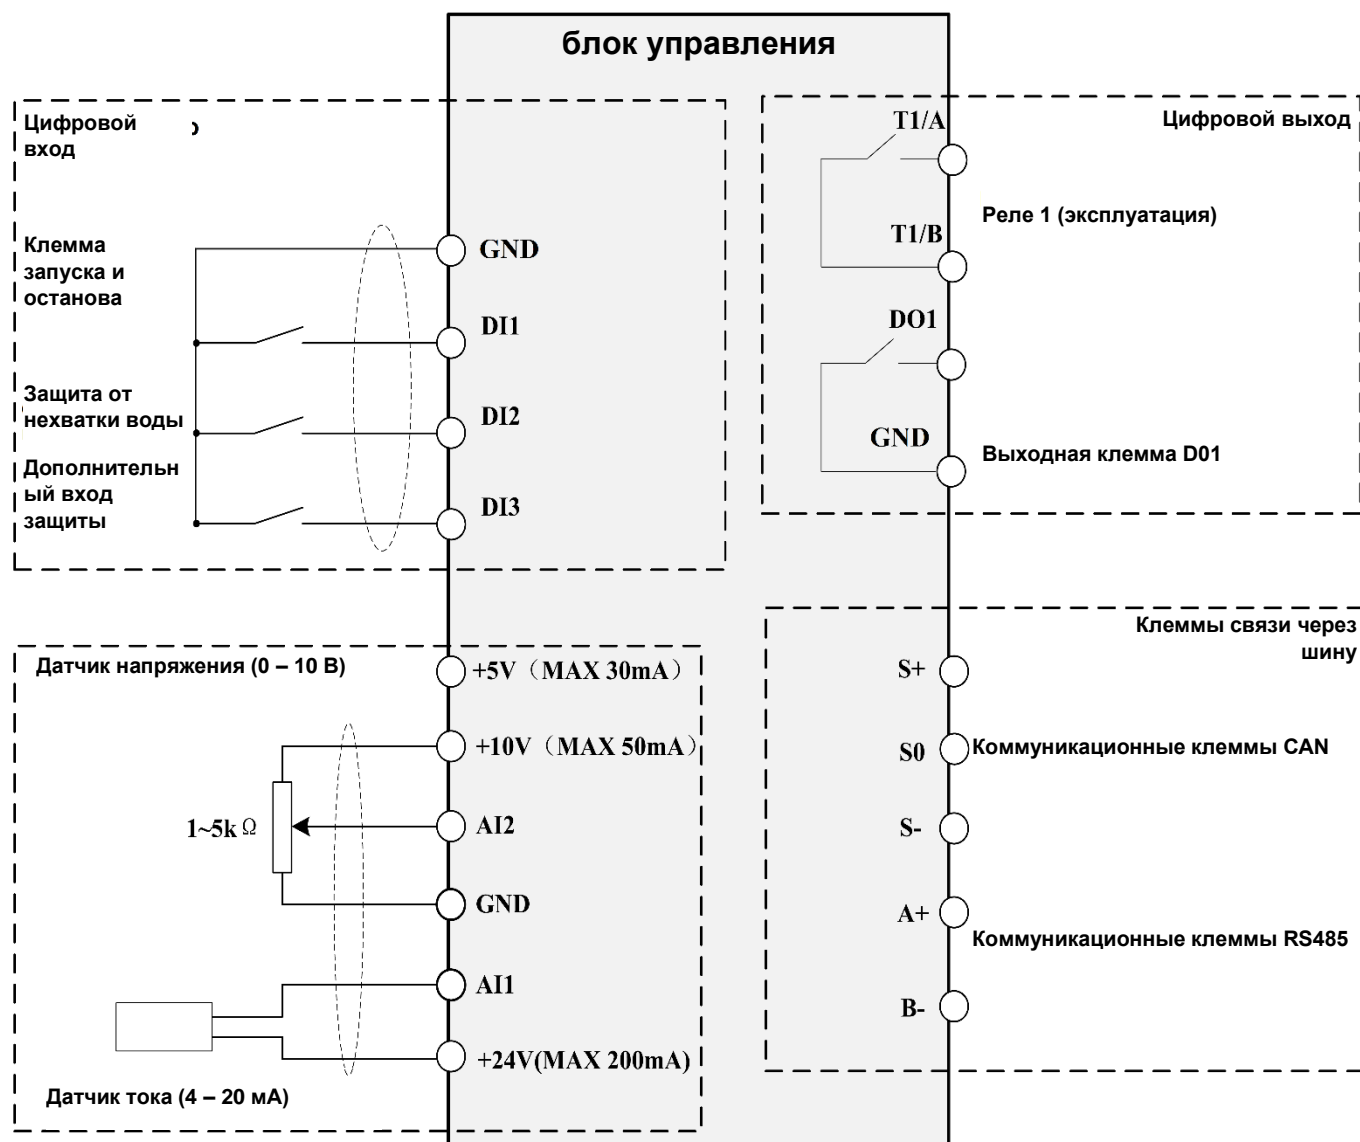 блок управления
Цифровой
вход
Клемма
запуска и
останова
Защита от
нехватки воды
Дополнительн
ый вход
защиты
GND
DI1
DI2
DI3
T1/A
Цифровой выход
Реле 1 (эксплуатация)
T1/B
DO1
GND
Выходная клемма D01
Датчик напряжения (0 – 10 В)
+5V（MAX 30mA）
+10V（MAX 50mA）
1~5k Ω
AI2
GND
AI1
+24V(MAX 200mA)
Датчик тока (4 – 20 мА)
Клеммы связи через
шину
S+
S0
Коммуникационные клеммы CAN
S-
A+
Коммуникационные клеммы RS485
B-